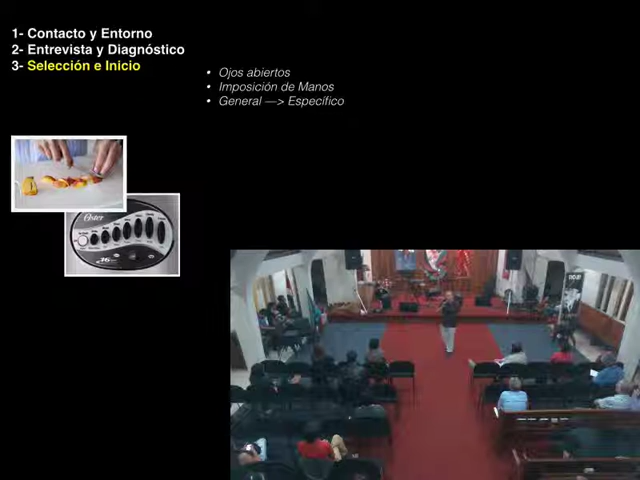 1- Contacto y Entorno
2- Entrevista y Diagnóstico
3- Selección e Inicio
• Ojos abiertos
• Imposición de Manos
• General —> Específico
Oster